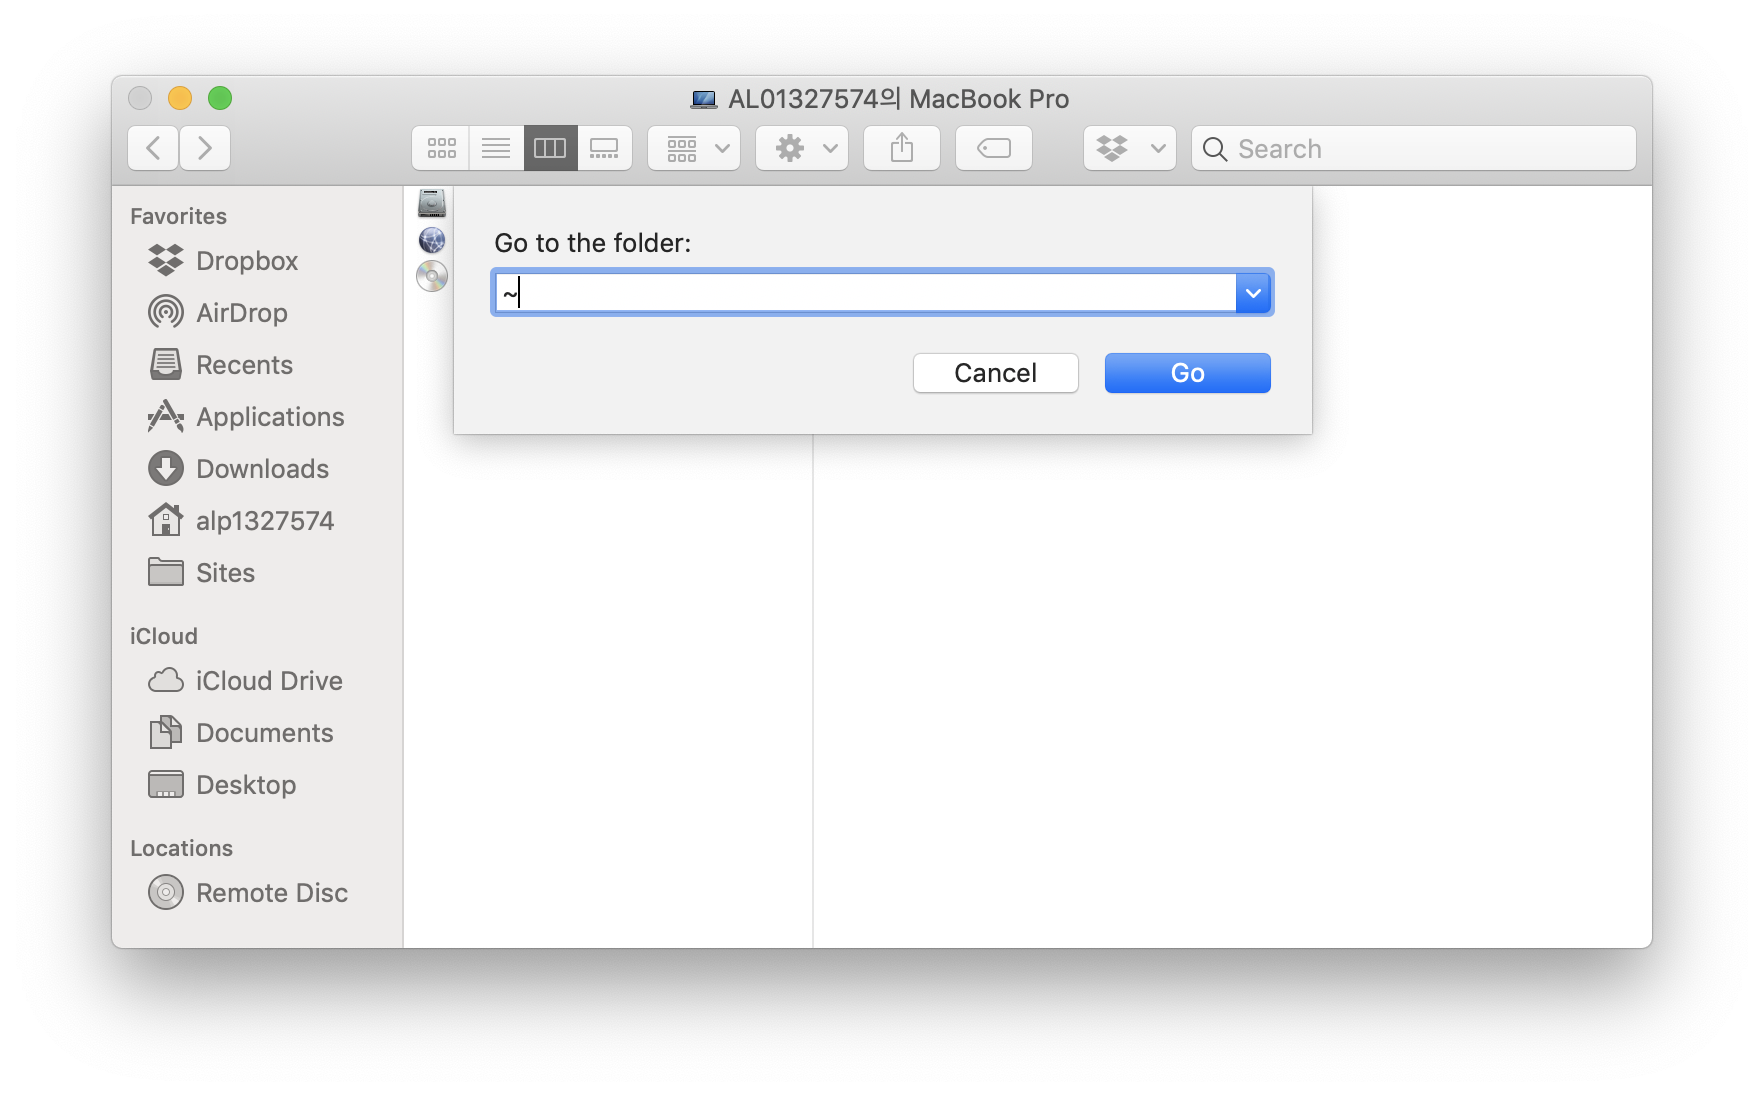 AL01327574의 MacBook Pro
Search
Favorites
Dropbox
AirDrop
Recents
Applications
Downloads
alp1327574
Sites
iCloud
iCloud Drive
Documents
Desktop
Locations
Remote Disc
Go to the folder:
~
Cancel
Go